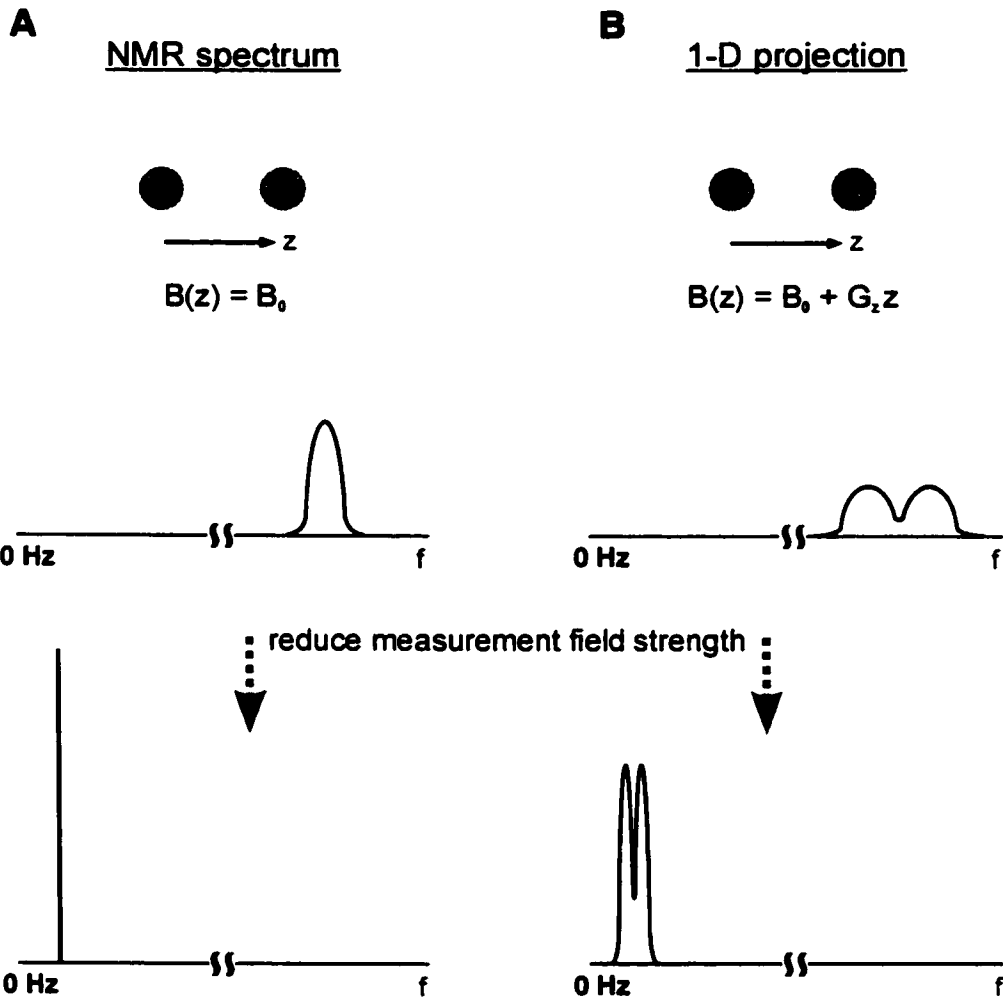 A
NMR spectrum
z
B(z) = B₀
0 Hz
f
B
1-D projection
z
B(z) = B₀ + G_z z
0 Hz
f
reduce measurement field strength
0 Hz
f
0 Hz
f